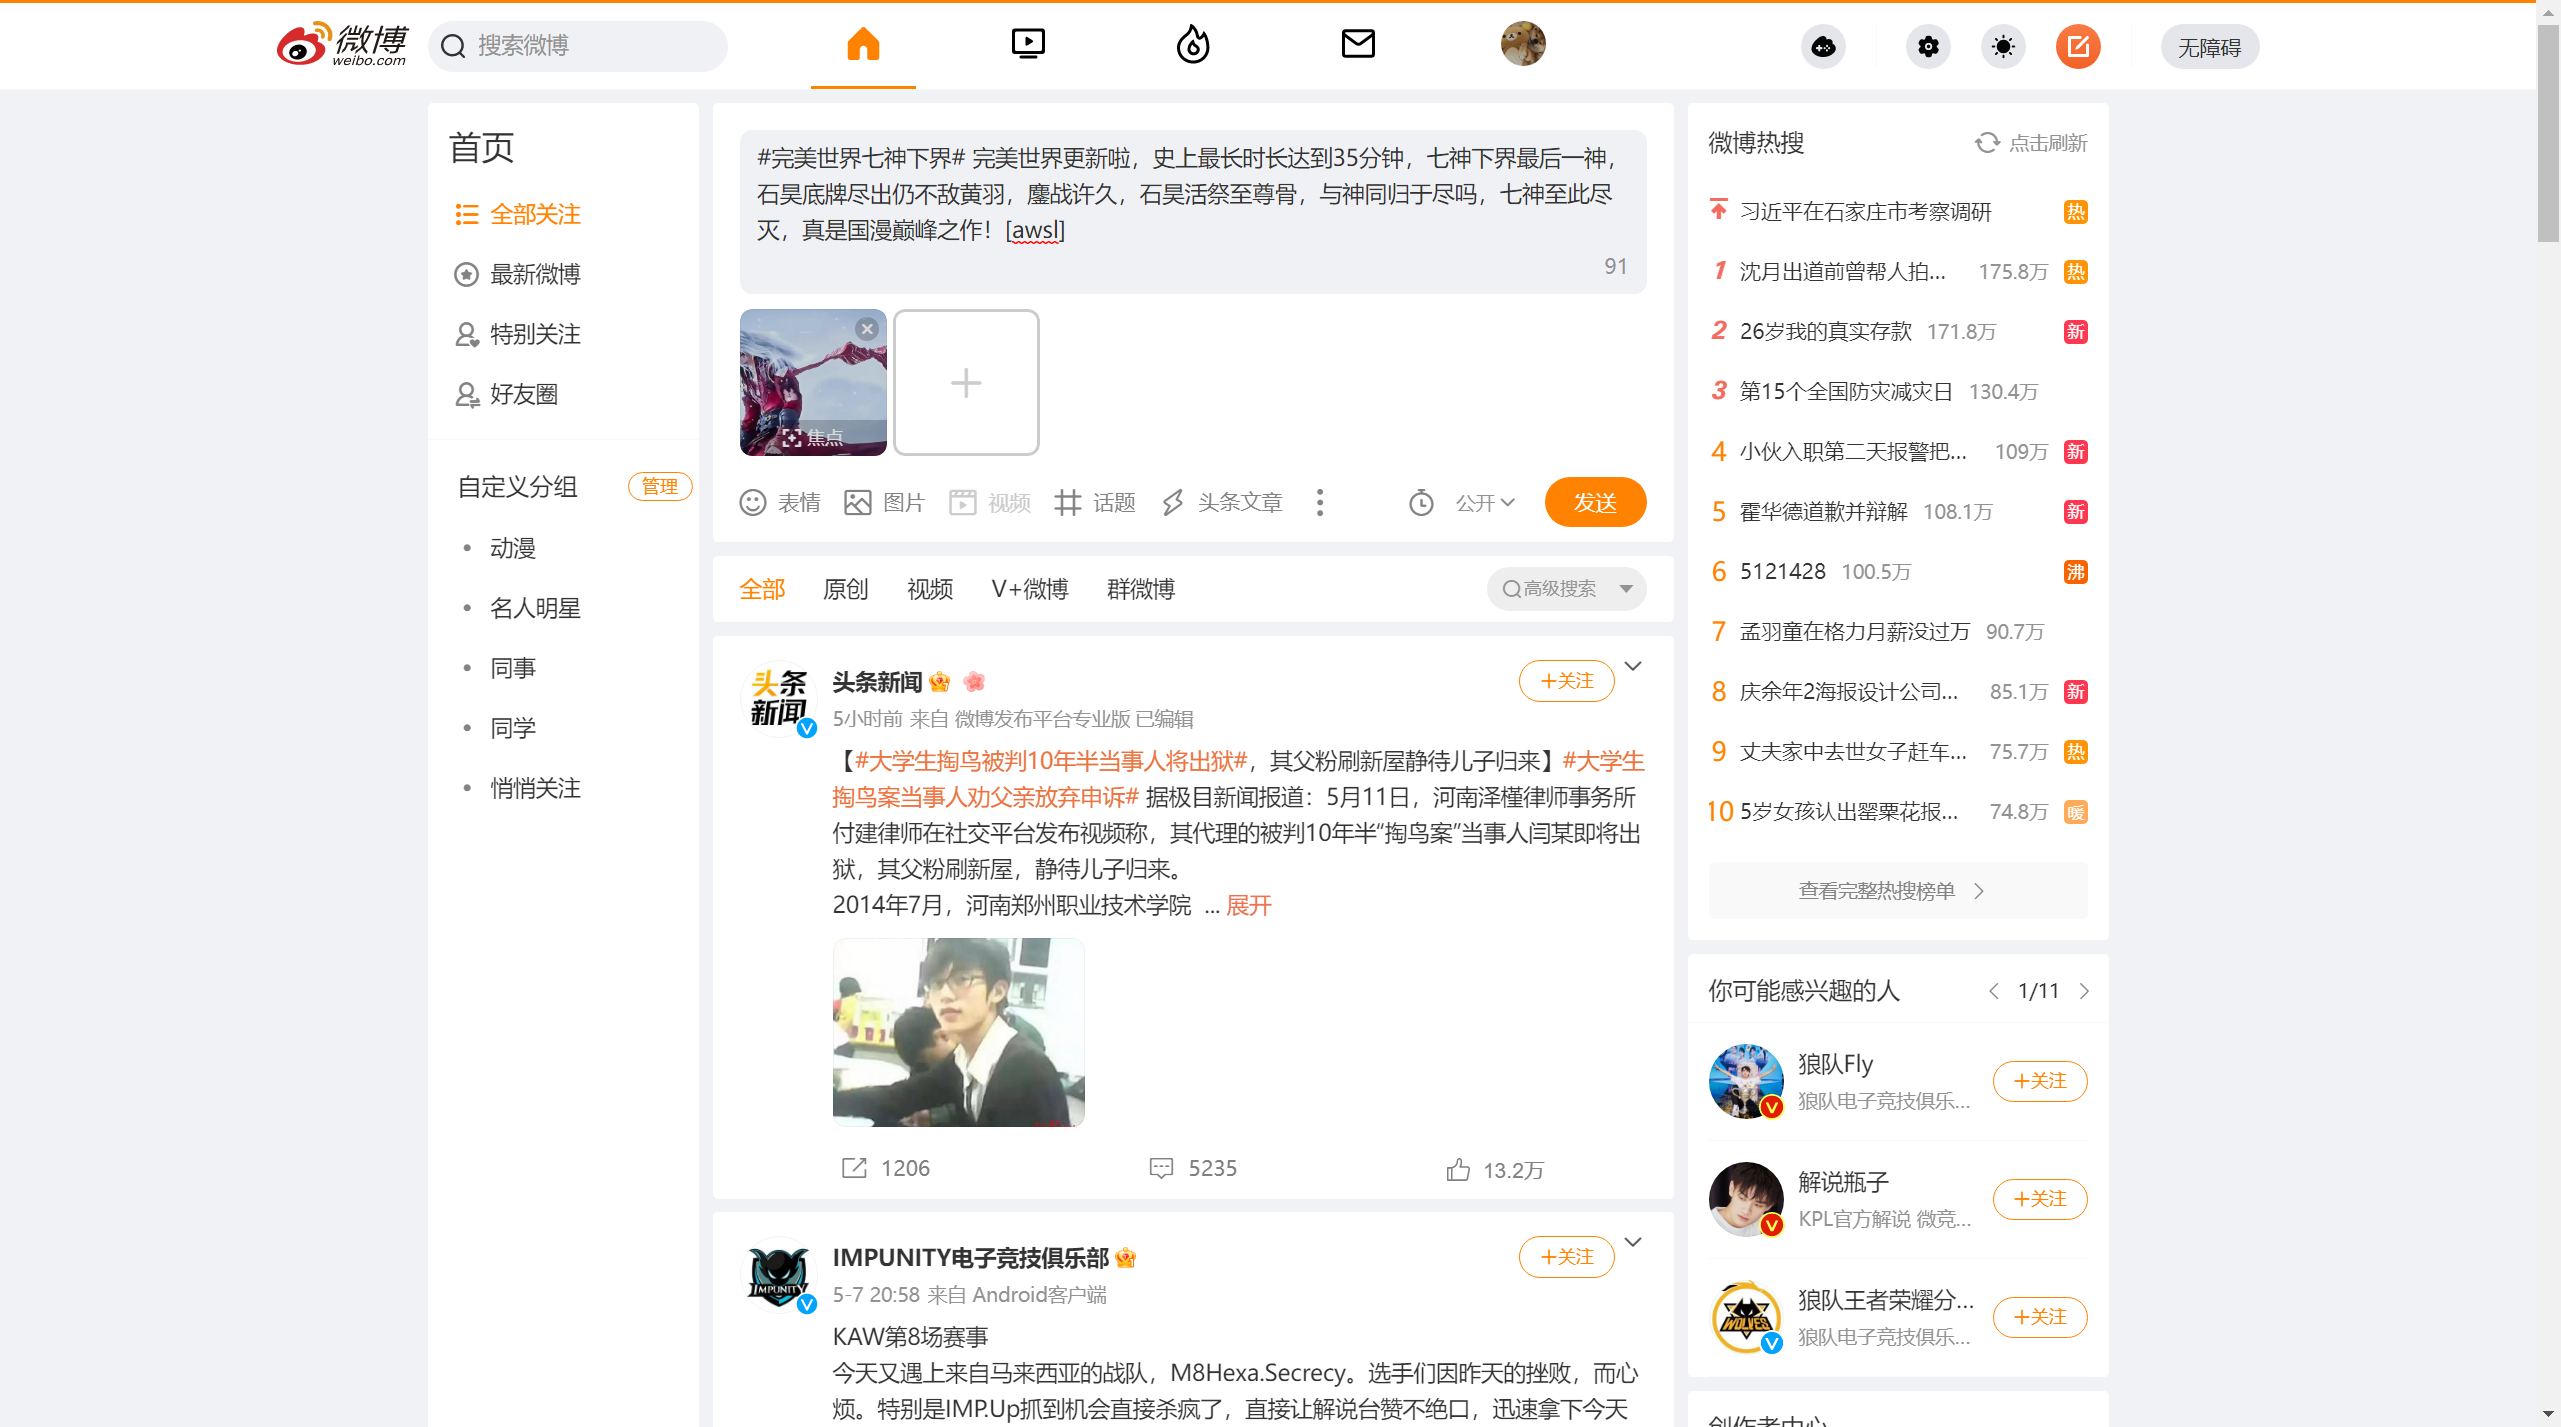 微博
weibo.com
搜索微博
无障碍
首页
全部关注
最新微博
特别关注
好友圈
自定义分组 管理
动漫
名人明星
同事
同学
悄悄关注
#完美世界七神下界# 完美世界更新啦，史上最长时长达到35分钟，七神下界最后一神，
石昊底牌尽出仍不敌黄羽，鏖战许久，石昊活祭至尊骨，与神同归于尽吗，七神至此尽
灭，真是国漫巅峰之作！[awsl]
91
焦点
表情 图片 视频 话题 头条文章 公开 发送
全部 原创 视频 V+微博 群微博 高级搜索
头条新闻
头条新闻 +关注
5小时前 来自 微博发布平台专业版 已编辑
【#大学生掏鸟被判10年半当事人将出狱#，其父粉刷新屋静待儿子归来】#大学生
掏鸟案当事人劝父亲放弃申诉# 据极目新闻报道：5月11日，河南泽槿律师事务所
付建律师在社交平台发布视频称，其代理的被判10年半“掏鸟案”当事人闫某即将出
狱，其父粉刷新屋，静待儿子归来。
2014年7月，河南郑州职业技术学院 ... 展开
1206 5235 13.2万
IMPUNITY
IMPUNITY电子竞技俱乐部 +关注
5-7 20:58 来自 Android客户端
KAW第8场赛事
今天又遇上来自马来西亚的战队，M8Hexa.Secrecy。选手们因昨天的挫败，而心
烦。特别是IMP.Up抓到机会直接杀疯了，直接让解说台赞不绝口，迅速拿下今天
微博热搜 点击刷新
习近平在石家庄市考察调研 热
1 沈月出道前曾帮人拍... 175.8万 热
2 26岁我的真实存款 171.8万 新
3 第15个全国防灾减灾日 130.4万
4 小伙入职第二天报警把... 109万 新
5 霍华德道歉并辩解 108.1万 新
6 5121428 100.5万 沸
7 孟羽童在格力月薪没过万 90.7万
8 庆余年2海报设计公司... 85.1万 新
9 丈夫家中去世女子赶车... 75.7万 热
10 5岁女孩认出罂粟花报... 74.8万 暖
查看完整热搜榜单
你可能感兴趣的人 1/11
狼队Fly
狼队电子竞技俱乐... +关注
解说瓶子
KPL官方解说 微竞... +关注
WOLVES
狼队王者荣耀分...
狼队电子竞技俱乐... +关注
创作者中心